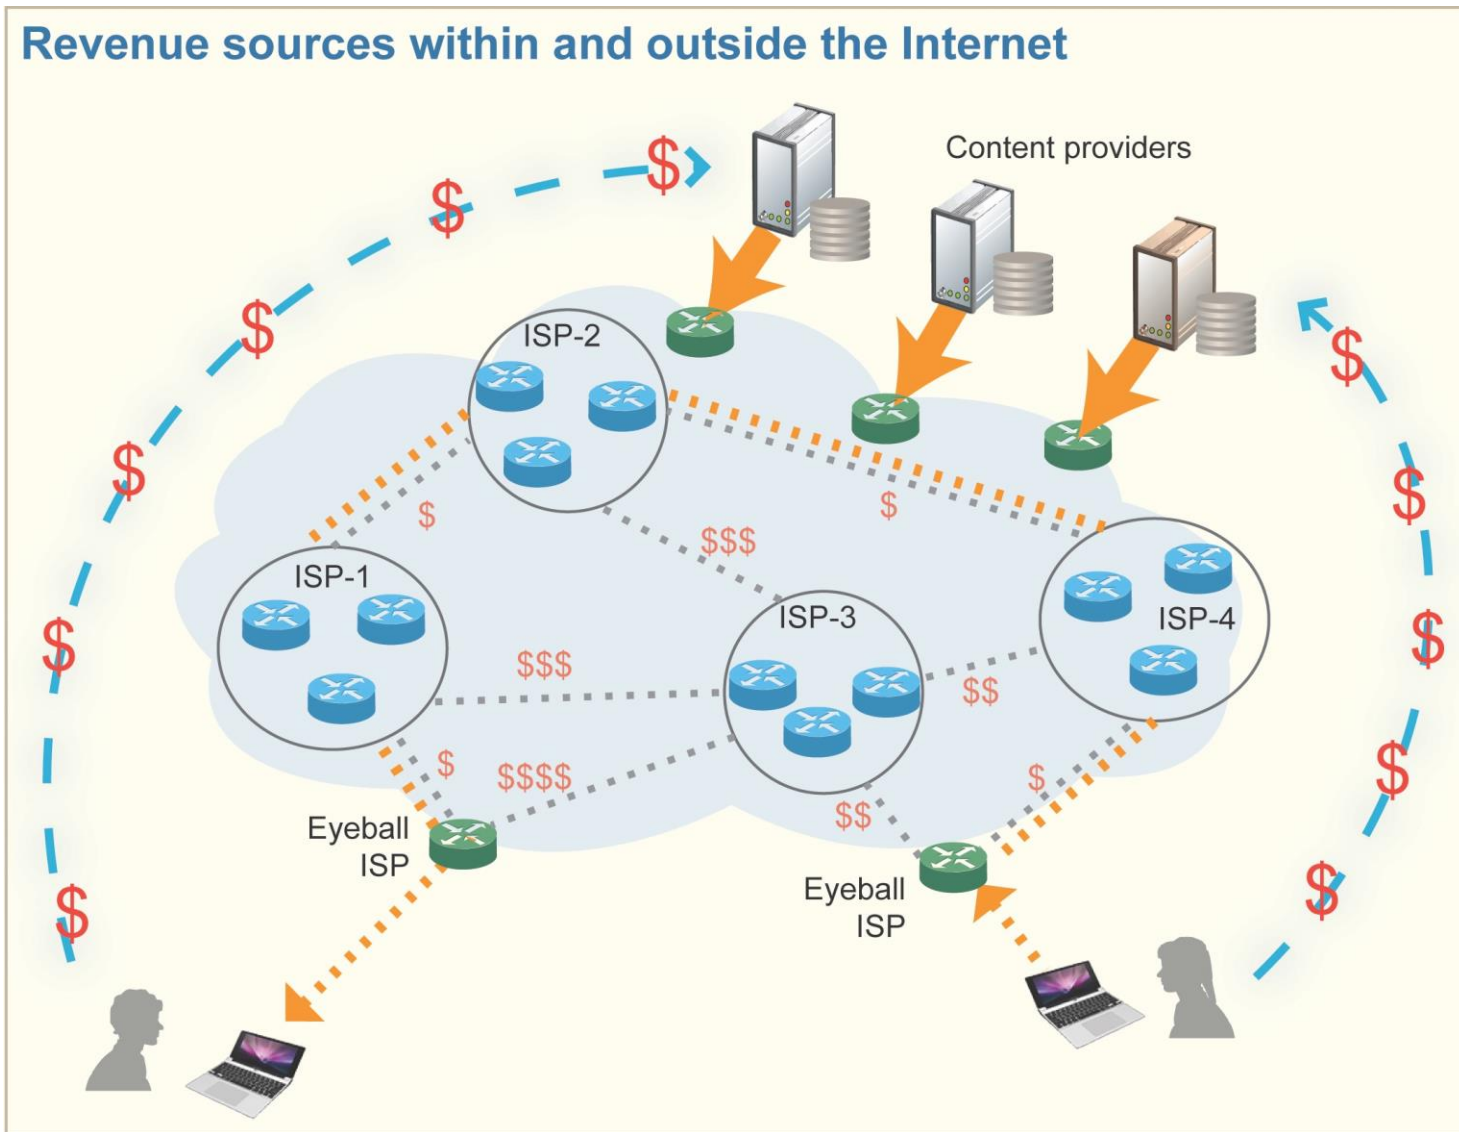 Revenue sources within and outside the Internet
$
$
$
$
$
$
$
Content providers
$
$
$
$
$
ISP-2
$
$
$$$
ISP-1
ISP-3
ISP-4
$$$
$$
$
$$$$
$$
$
Eyeball
ISP
Eyeball
ISP